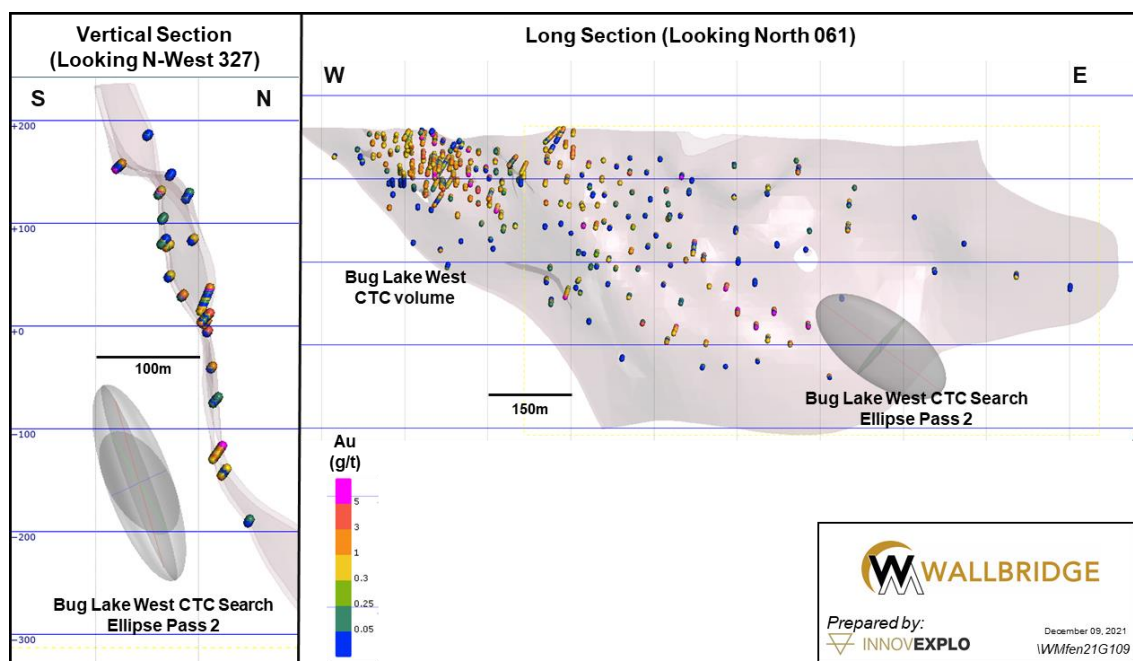 Vertical Section
(Looking N-West 327)
S
N
+200
+100
+0
100m
-100
-200
-300
Bug Lake West CTC Search
Ellipse Pass 2
Long Section (Looking North 061)
W
E
Bug Lake West
CTC volume
150m
Bug Lake West CTC Search
Ellipse Pass 2
Au
(g/t)
5
3
1
0.3
0.25
0.05
WALLBRIDGE
Prepared by:
INNOVEXPLO
December 09, 2021
\WMfen21G109